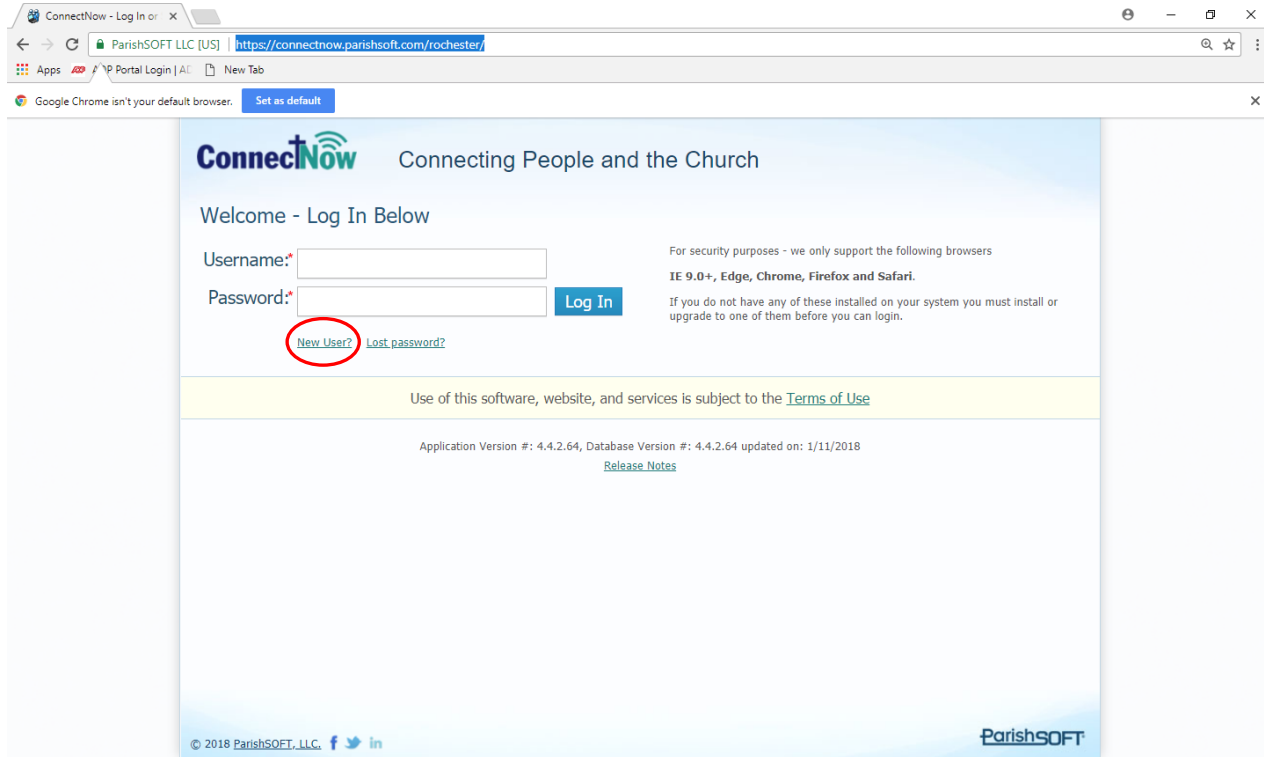 ConnectNow - Log In or
ParishSOFT LLC [US] | https://connectnow.parishsoft.com/rochester/
Apps P Portal Login | AD New Tab
Google Chrome isn't your default browser. Set as default
ConnectNow Connecting People and the Church
Welcome - Log In Below
Username:*
Password:* Log In
New User? Lost password?
For security purposes - we only support the following browsers
IE 9.0+, Edge, Chrome, Firefox and Safari.
If you do not have any of these installed on your system you must install or
upgrade to one of them before you can login.
Use of this software, website, and services is subject to the Terms of Use
Application Version #: 4.4.2.64, Database Version #: 4.4.2.64 updated on: 1/11/2018
Release Notes
© 2018 ParishSOFT, LLC. f in
ParishSOFT